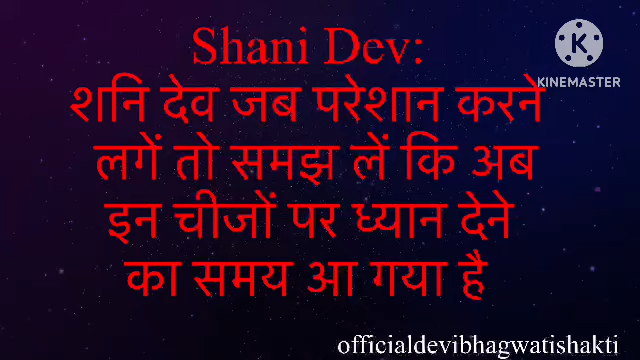 Shani Dev:
KINEMASTER
शनि देव जब परेशान करने
लगें तो समझ लें कि अब
इन चीजों पर ध्यान देने
का समय आ गया है
officialdevibhagwatishakti